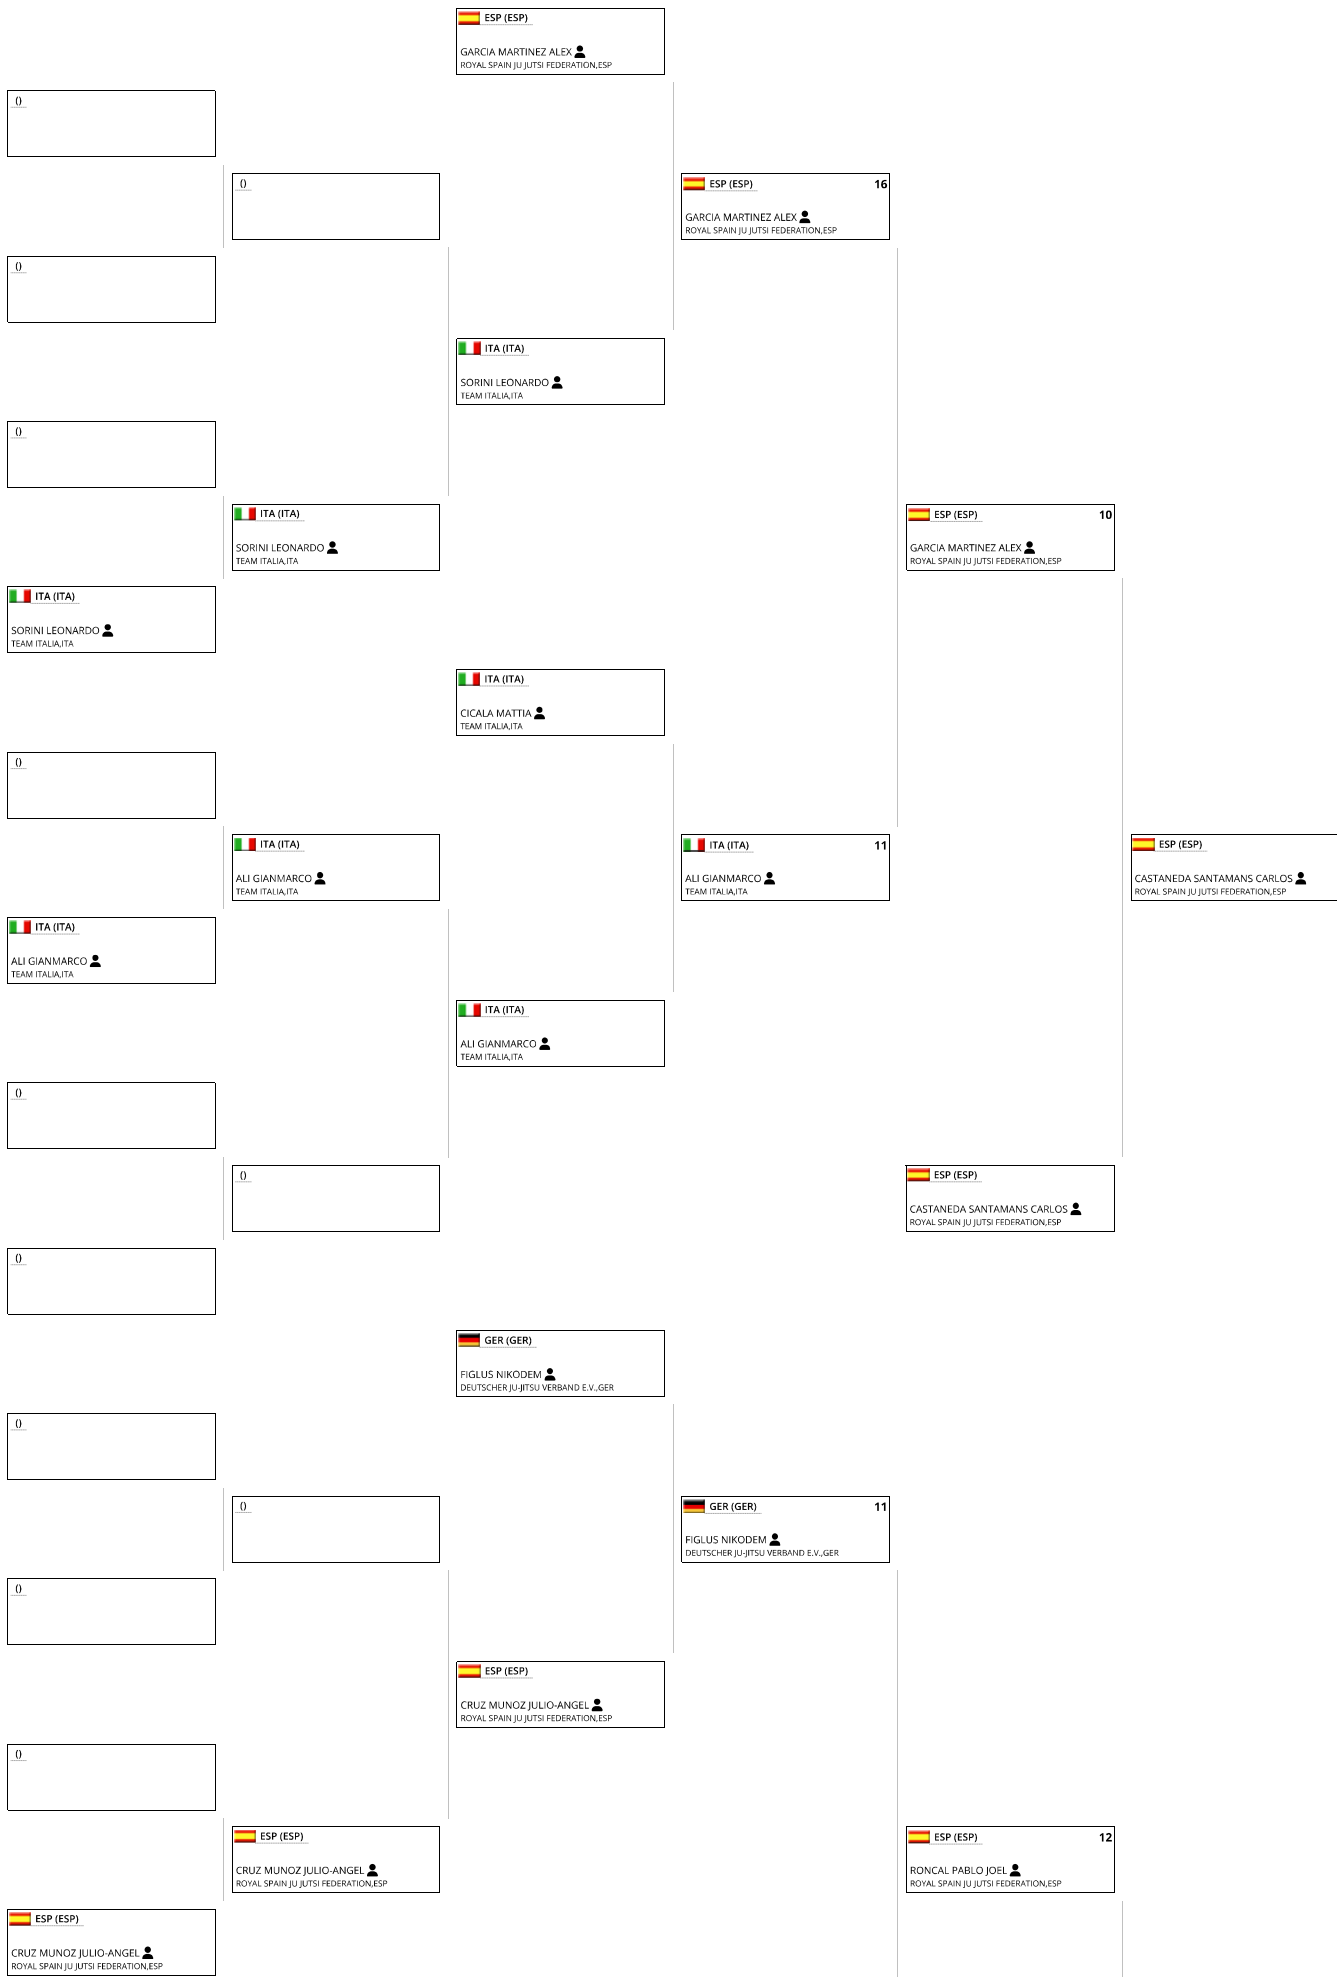 ESP (ESP)
GARCIA MARTINEZ ALEX
ROYAL SPAIN JU JUTSI FEDERATION,ESP
()
()
ESP (ESP) 16
GARCIA MARTINEZ ALEX
ROYAL SPAIN JU JUTSI FEDERATION,ESP
()
ITA (ITA)
SORINI LEONARDO
TEAM ITALIA,ITA
()
ITA (ITA)
SORINI LEONARDO
TEAM ITALIA,ITA
ESP (ESP) 10
GARCIA MARTINEZ ALEX
ROYAL SPAIN JU JUTSI FEDERATION,ESP
ITA (ITA)
SORINI LEONARDO
TEAM ITALIA,ITA
ITA (ITA)
CICALA MATTIA
TEAM ITALIA,ITA
()
ITA (ITA)
ALI GIANMARCO
TEAM ITALIA,ITA
ITA (ITA) 11
ALI GIANMARCO
TEAM ITALIA,ITA
ESP (ESP)
CASTANEDA SANTAMANS CARLOS
ROYAL SPAIN JU JUTSI FEDERATION,ESP
ITA (ITA)
ALI GIANMARCO
TEAM ITALIA,ITA
ITA (ITA)
ALI GIANMARCO
TEAM ITALIA,ITA
()
()
ESP (ESP)
CASTANEDA SANTAMANS CARLOS
ROYAL SPAIN JU JUTSI FEDERATION,ESP
()
GER (GER)
FIGLUS NIKODEM
DEUTSCHER JU-JITSU VERBAND E.V.,GER
()
()
GER (GER) 11
FIGLUS NIKODEM
DEUTSCHER JU-JITSU VERBAND E.V.,GER
()
ESP (ESP)
CRUZ MUNOZ JULIO-ANGEL
ROYAL SPAIN JU JUTSI FEDERATION,ESP
()
ESP (ESP)
CRUZ MUNOZ JULIO-ANGEL
ROYAL SPAIN JU JUTSI FEDERATION,ESP
ESP (ESP) 12
RONCAL PABLO JOEL
ROYAL SPAIN JU JUTSI FEDERATION,ESP
ESP (ESP)
CRUZ MUNOZ JULIO-ANGEL
ROYAL SPAIN JU JUTSI FEDERATION,ESP